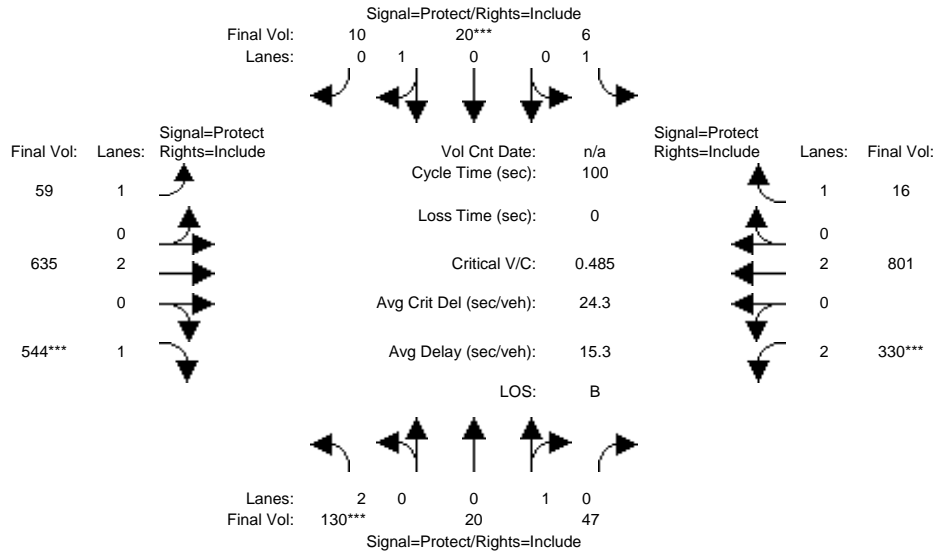 Signal=Protect/Rights=Include
Final Vol: 10 20*** 6
Lanes: 0 1 0 0 1
Signal=Protect Signal=Protect
Final Vol: Lanes: Rights=Include Vol Cnt Date: n/a Rights=Include Lanes: Final Vol:
Cycle Time (sec): 100
59 1 1 16
Loss Time (sec): 0
0 0
635 2 Critical V/C: 0.485 2 801
0 Avg Crit Del (sec/veh): 24.3 0
544*** 1 Avg Delay (sec/veh): 15.3 2 330***
LOS: B
Lanes: 2 0 0 1 0
Final Vol: 130*** 20 47
Signal=Protect/Rights=Include